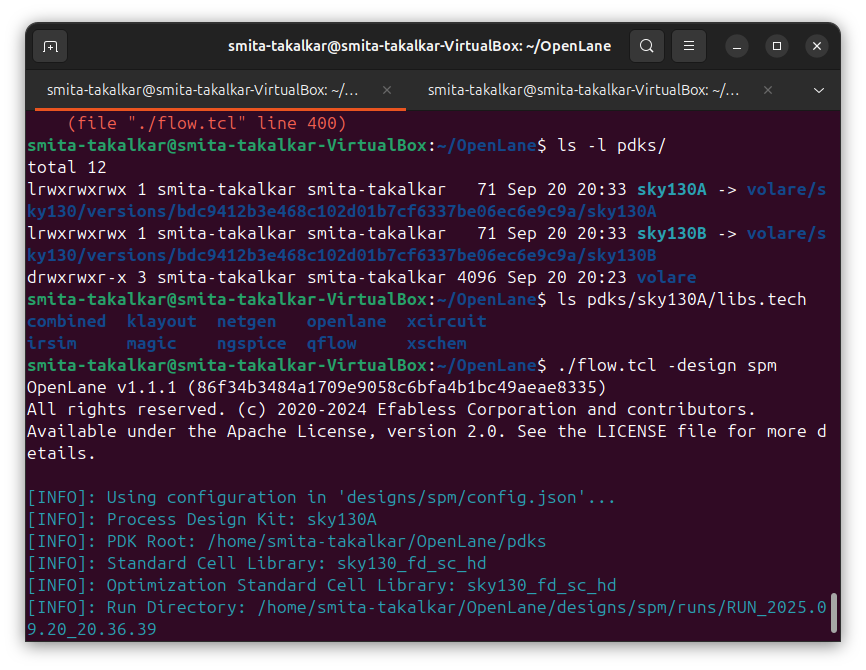 smita-takalkar@smita-takalkar-VirtualBox: ~/OpenLane
smita-takalkar@smita-takalkar-VirtualBox: ~/...
smita-takalkar@smita-takalkar-VirtualBox: ~/...
(file "./flow.tcl" line 400)
smita-takalkar@smita-takalkar-VirtualBox:~/OpenLane$ ls -l pdks/
total 12
lrwxrwxrwx 1 smita-takalkar smita-takalkar   71 Sep 20 20:33 sky130A -> volare/s
ky130/versions/bdc9412b3e468c102d01b7cf6337be06ec6e9c9a/sky130A
lrwxrwxrwx 1 smita-takalkar smita-takalkar   71 Sep 20 20:33 sky130B -> volare/s
ky130/versions/bdc9412b3e468c102d01b7cf6337be06ec6e9c9a/sky130B
drwxrwxr-x 3 smita-takalkar smita-takalkar 4096 Sep 20 20:23 volare
smita-takalkar@smita-takalkar-VirtualBox:~/OpenLane$ ls pdks/sky130A/libs.tech
combined  klayout  netgen   openlane  xcircuit
irsim     magic    ngspice  qflow     xschem
smita-takalkar@smita-takalkar-VirtualBox:~/OpenLane$ ./flow.tcl -design spm
OpenLane v1.1.1 (86f34b3484a1709e9058c6bfa4b1bc49aeae8335)
All rights reserved. (c) 2020-2024 Efabless Corporation and contributors.
Available under the Apache License, version 2.0. See the LICENSE file for more d
etails.
[INFO]: Using configuration in 'designs/spm/config.json'...
[INFO]: Process Design Kit: sky130A
[INFO]: PDK Root: /home/smita-takalkar/OpenLane/pdks
[INFO]: Standard Cell Library: sky130_fd_sc_hd
[INFO]: Optimization Standard Cell Library: sky130_fd_sc_hd
[INFO]: Run Directory: /home/smita-takalkar/OpenLane/designs/spm/runs/RUN_2025.0
9.20_20.36.39